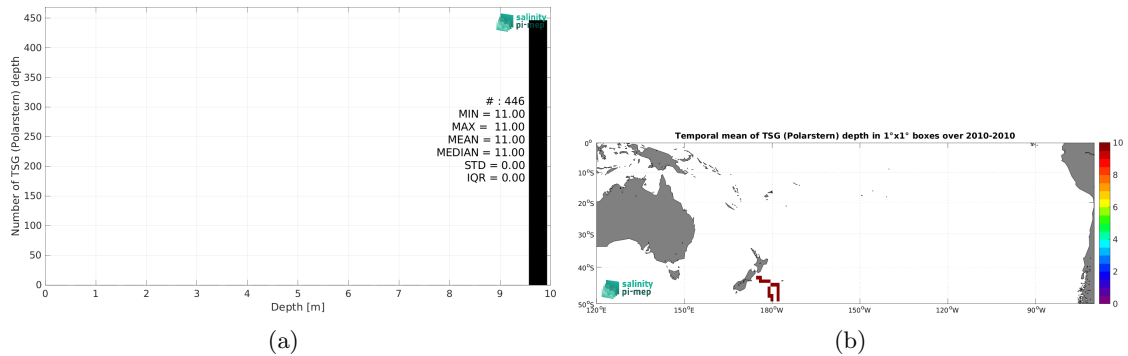 450
400
350
300
250
200
150
100
50
0
Number of TSG (Polarstern) depth
salinity
pi-mep
# : 446
MIN = 11.00
MAX = 11.00
MEAN = 11.00
MEDIAN = 11.00
STD = 0.00
IQR = 0.00
0 1 2 3 4 5 6 7 8 9 10
Depth [m]
(a)
Temporal mean of TSG (Polarstern) depth in 1°x1° boxes over 2010-2010
0°
10°S
20°S
30°S
40°S
50°S
120°E 150°E 180°W 150°W 120°W 90°W
salinity
pi-mep
10
8
6
4
2
0
(b)